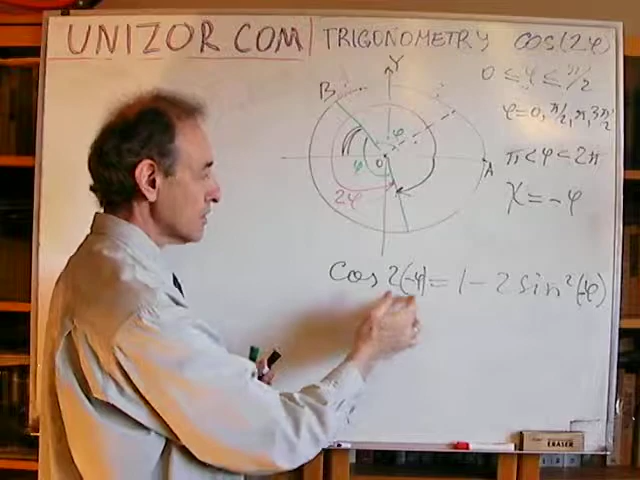 UNIZOR COM | TRIGONOMETRY COS(2φ)
0 ≤ φ ≤ π/2
φ=0, π/2, π, 3π/2
π<φ<2π
X=-φ
Y
B
φ
O
φ
A
2φ
cos 2(-φ) = 1 - 2 sin²(-φ)
ERASER